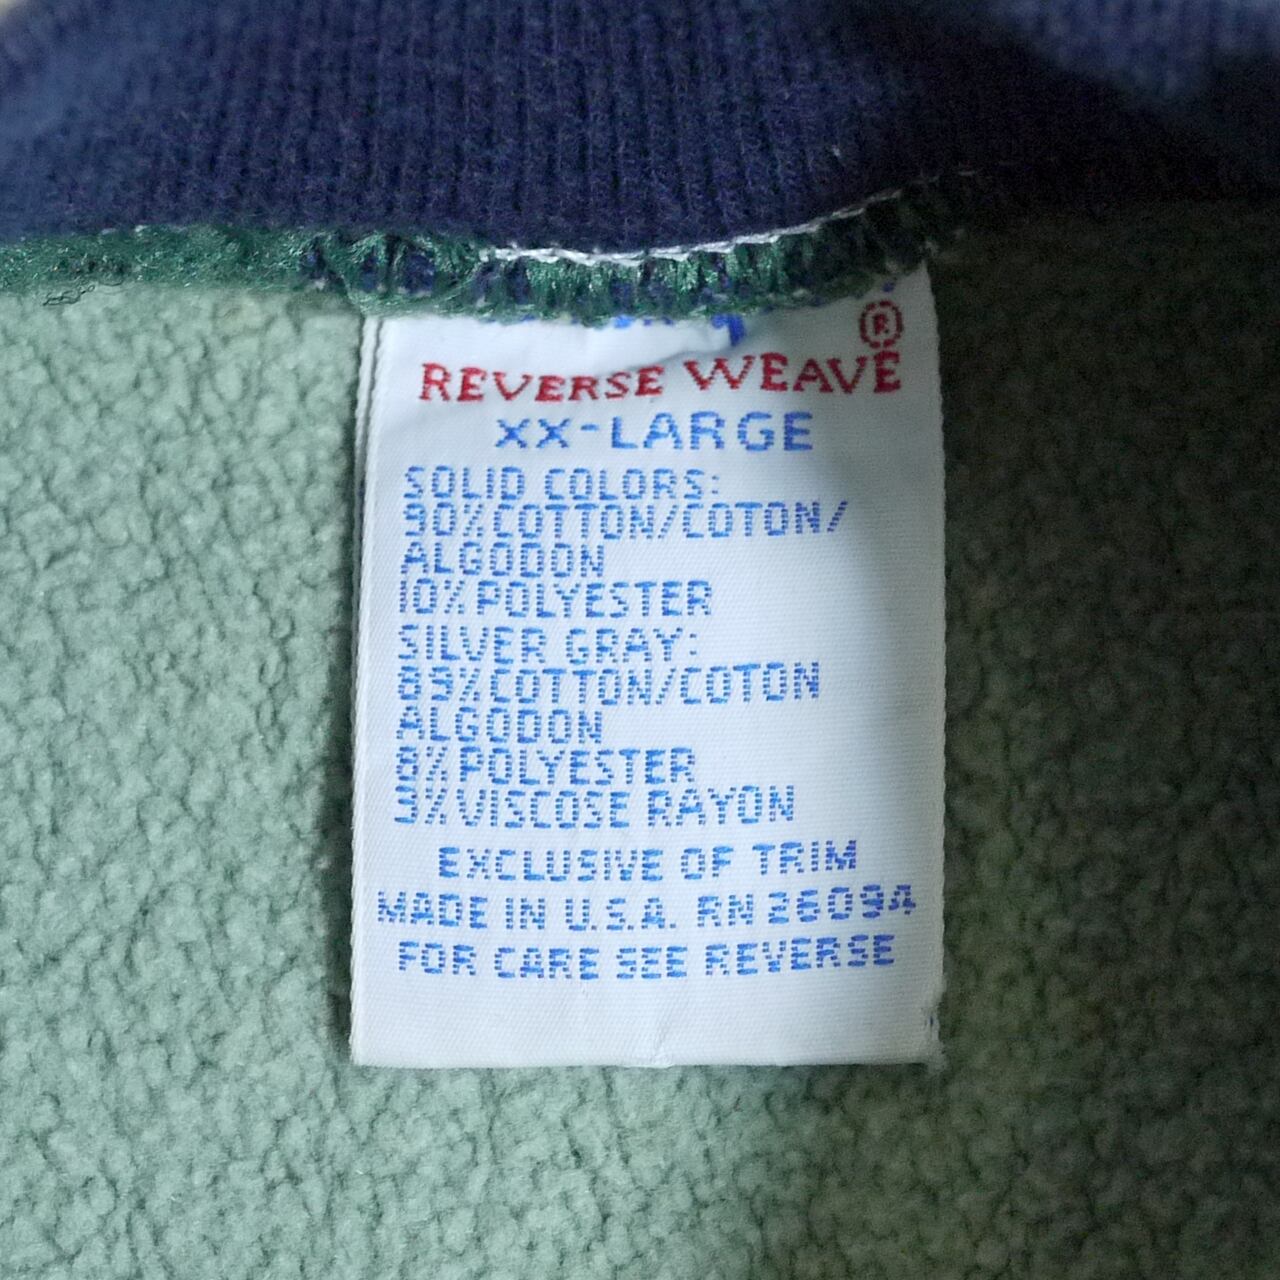 ®
REVERSE WEAVE
XX-LARGE
SOLID COLORS:
90%COTTON/COTON/
ALGODON
10%POLYESTER
SILVER GRAY:
89%COTTON/COTON
ALGODON
8%POLYESTER
3%VISCOSE RAYON
EXCLUSIVE OF TRIM
MADE IN U.S.A. RN 26094
FOR CARE SEE REVERSE